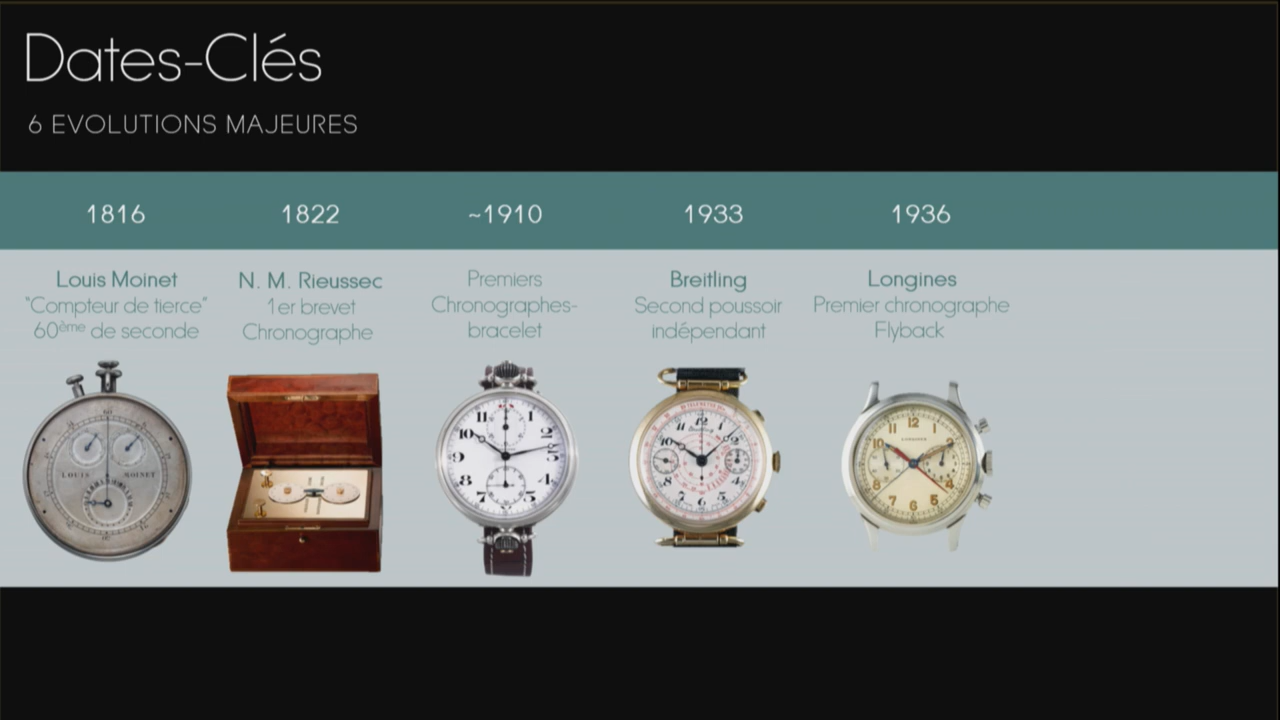 Dates-Clés
6 EVOLUTIONS MAJEURES
1816
1822
~1910
1933
1936
Louis Moinet
"Compteur de tierce"
60ème de seconde
N. M. Rieussec
1er brevet
Chronographe
Premiers
Chronographes-
bracelet
Breitling
Second poussoir
indépendant
Longines
Premier chronographe
Flyback
LOUIS MOINET
LONGINES